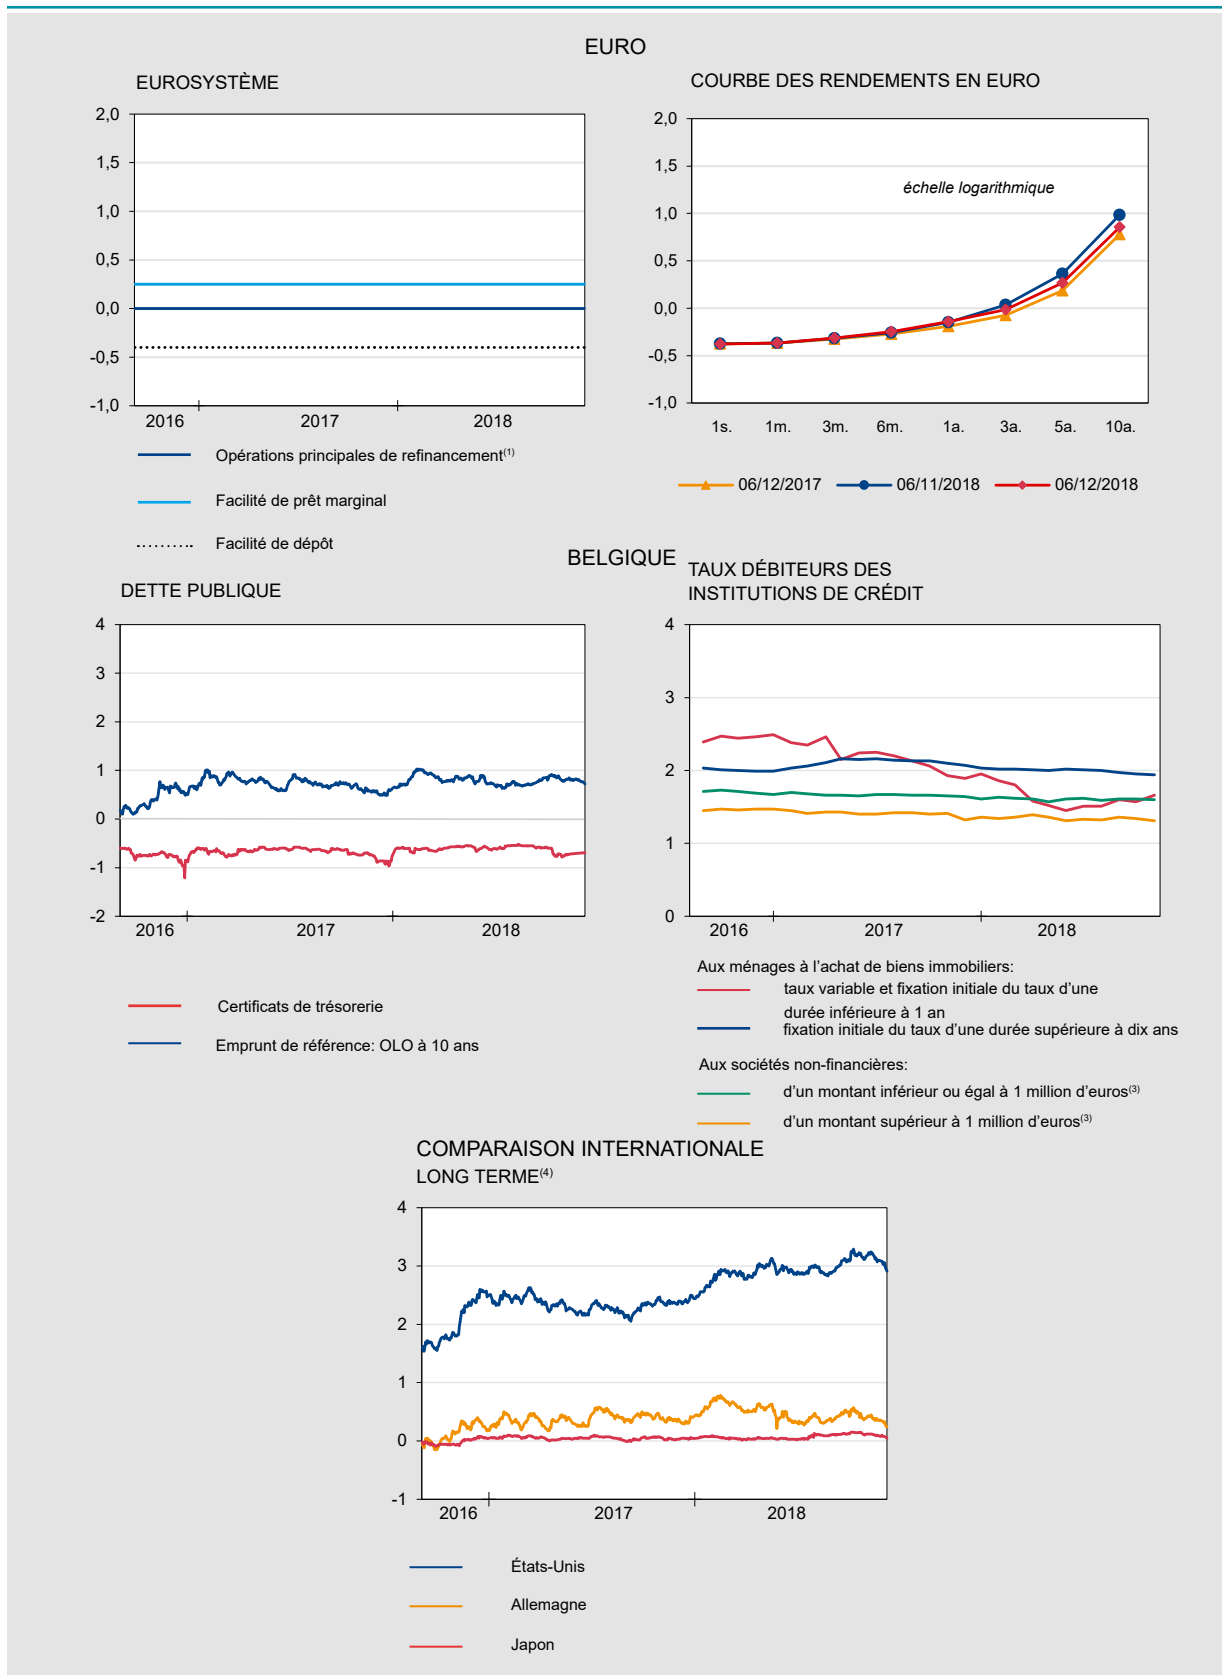 EURO
EUROSYSTÈME
2,0
1,5
1,0
0,5
0,0
-0,5
-1,0
2016 2017 2018
Opérations principales de refinancement(1)
Facilité de prêt marginal
Facilité de dépôt
COURBE DES RENDEMENTS EN EURO
2,0
1,5
1,0
0,5
0,0
-0,5
-1,0
échelle logarithmique
1s. 1m. 3m. 6m. 1a. 3a. 5a. 10a.
06/12/2017 06/11/2018 06/12/2018
BELGIQUE
DETTE PUBLIQUE
4
3
2
1
0
-1
-2
2016 2017 2018
Certificats de trésorerie
Emprunt de référence: OLO à 10 ans
TAUX DÉBITEURS DES
INSTITUTIONS DE CRÉDIT
4
3
2
1
0
2016 2017 2018
Aux ménages à l’achat de biens immobiliers:
taux variable et fixation initiale du taux d’une
durée inférieure à 1 an
fixation initiale du taux d’une durée supérieure à dix ans
Aux sociétés non-financières:
d’un montant inférieur ou égal à 1 million d’euros(3)
d’un montant supérieur à 1 million d’euros(3)
COMPARAISON INTERNATIONALE
LONG TERME(4)
4
3
2
1
0
-1
2016 2017 2018
États-Unis
Allemagne
Japon